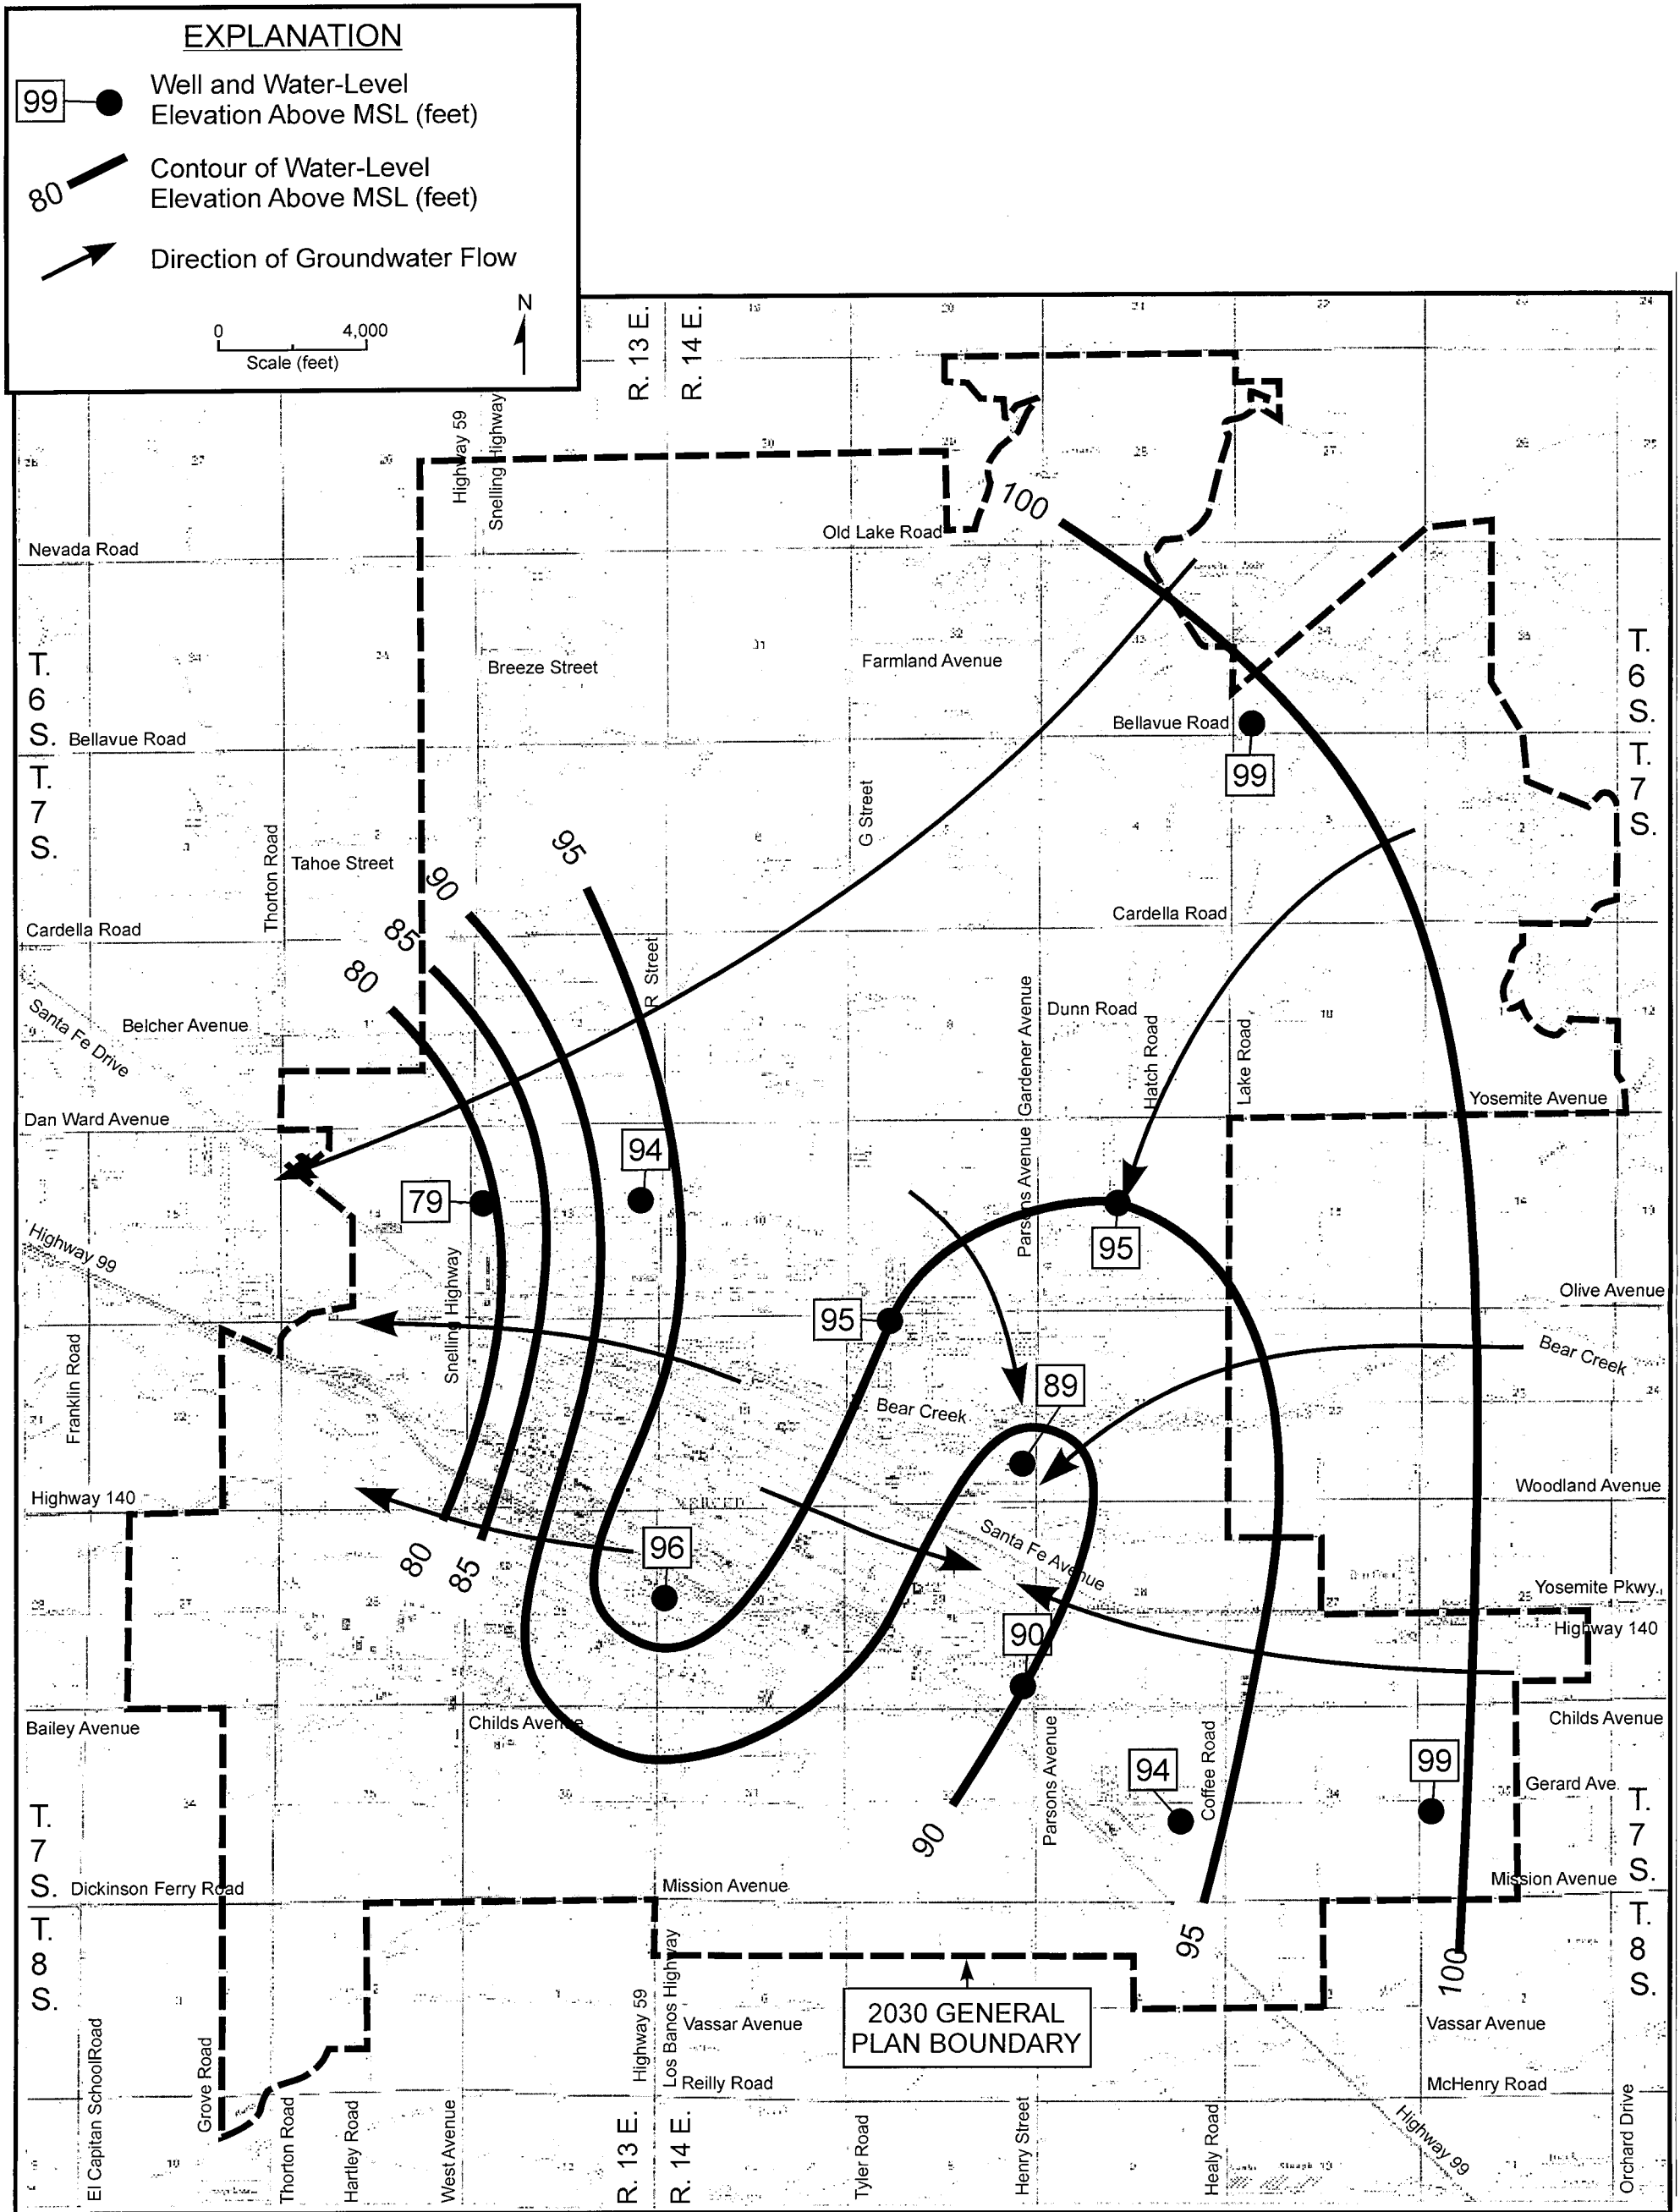 EXPLANATION
99
Well and Water-Level
Elevation Above MSL (feet)
80
Contour of Water-Level
Elevation Above MSL (feet)
Direction of Groundwater Flow
0 4,000
Scale (feet)
N
R. 13 E.
R. 14 E.
Highway 59
Snelling Highway
100
Old Lake Road
Nevada Road
Breeze Street
Farmland Avenue
T.
6
S.
T.
7
S.
T.
6
S.
T.
7
S.
Bellavue Road
Bellavue Road
99
G Street
Thorton Road
Tahoe Street
95
90
85
80
Cardella Road
Cardella Road
R Street
Santa Fe Drive
Belcher Avenue
Dunn Road
Parsons Avenue Gardener Avenue
Hatch Road
Lake Road
Yosemite Avenue
Dan Ward Avenue
94
79
95
Highway 99
Snelling Highway
95
Olive Avenue
Bear Creek
Franklin Road
89
Bear Creek
Highway 140
Woodland Avenue
Santa Fe Avenue
96
80
85
Yosemite Pkwy.
Highway 140
90
Bailey Avenue
Childs Avenue
Childs Avenue
Parsons Avenue
94
Coffee Road
99
Gerard Ave.
90
T.
7
S.
T.
8
S.
T.
7
S.
T.
8
S.
Dickinson Ferry Road
Mission Avenue
Mission Avenue
95
100
2030 GENERAL
PLAN BOUNDARY
Highway 59
Los Banos Highway
Vassar Avenue
Vassar Avenue
Reilly Road
McHenry Road
Highway 99
El Capitan SchoolRoad
Grove Road
Thorton Road
Hartley Road
West Avenue
R. 13 E.
R. 14 E.
Tyler Road
Henry Street
Healy Road
Orchard Drive